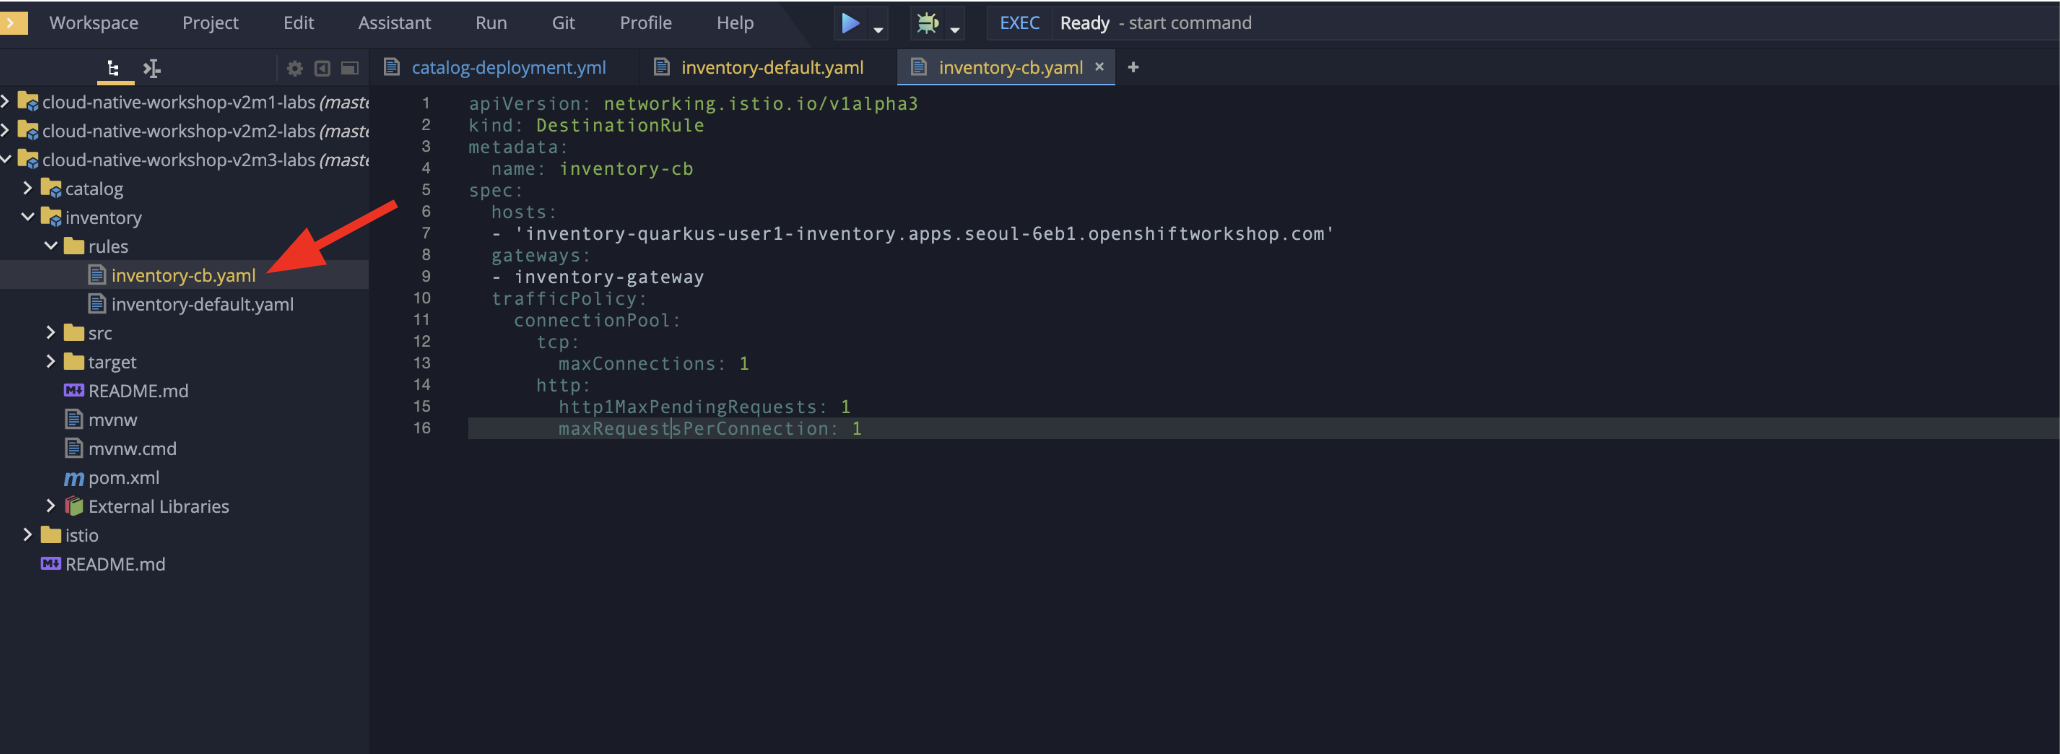 Workspace Project Edit Assistant Run Git Profile Help EXEC Ready - start command
catalog-deployment.yml inventory-default.yaml inventory-cb.yaml × +
cloud-native-workshop-v2m1-labs (maste
cloud-native-workshop-v2m2-labs (maste
cloud-native-workshop-v2m3-labs (maste
catalog
inventory
rules
inventory-cb.yaml
inventory-default.yaml
src
target
README.md
mvnw
mvnw.cmd
m pom.xml
External Libraries
istio
README.md
1 apiVersion: networking.istio.io/v1alpha3
2 kind: DestinationRule
3 metadata:
4 name: inventory-cb
5 spec:
6 hosts:
7 - 'inventory-quarkus-user1-inventory.apps.seoul-6eb1.openshiftworkshop.com'
8 gateways:
9 - inventory-gateway
10 trafficPolicy:
11 connectionPool:
12 tcp:
13 maxConnections: 1
14 http:
15 http1MaxPendingRequests: 1
16 maxRequestsPerConnection: 1